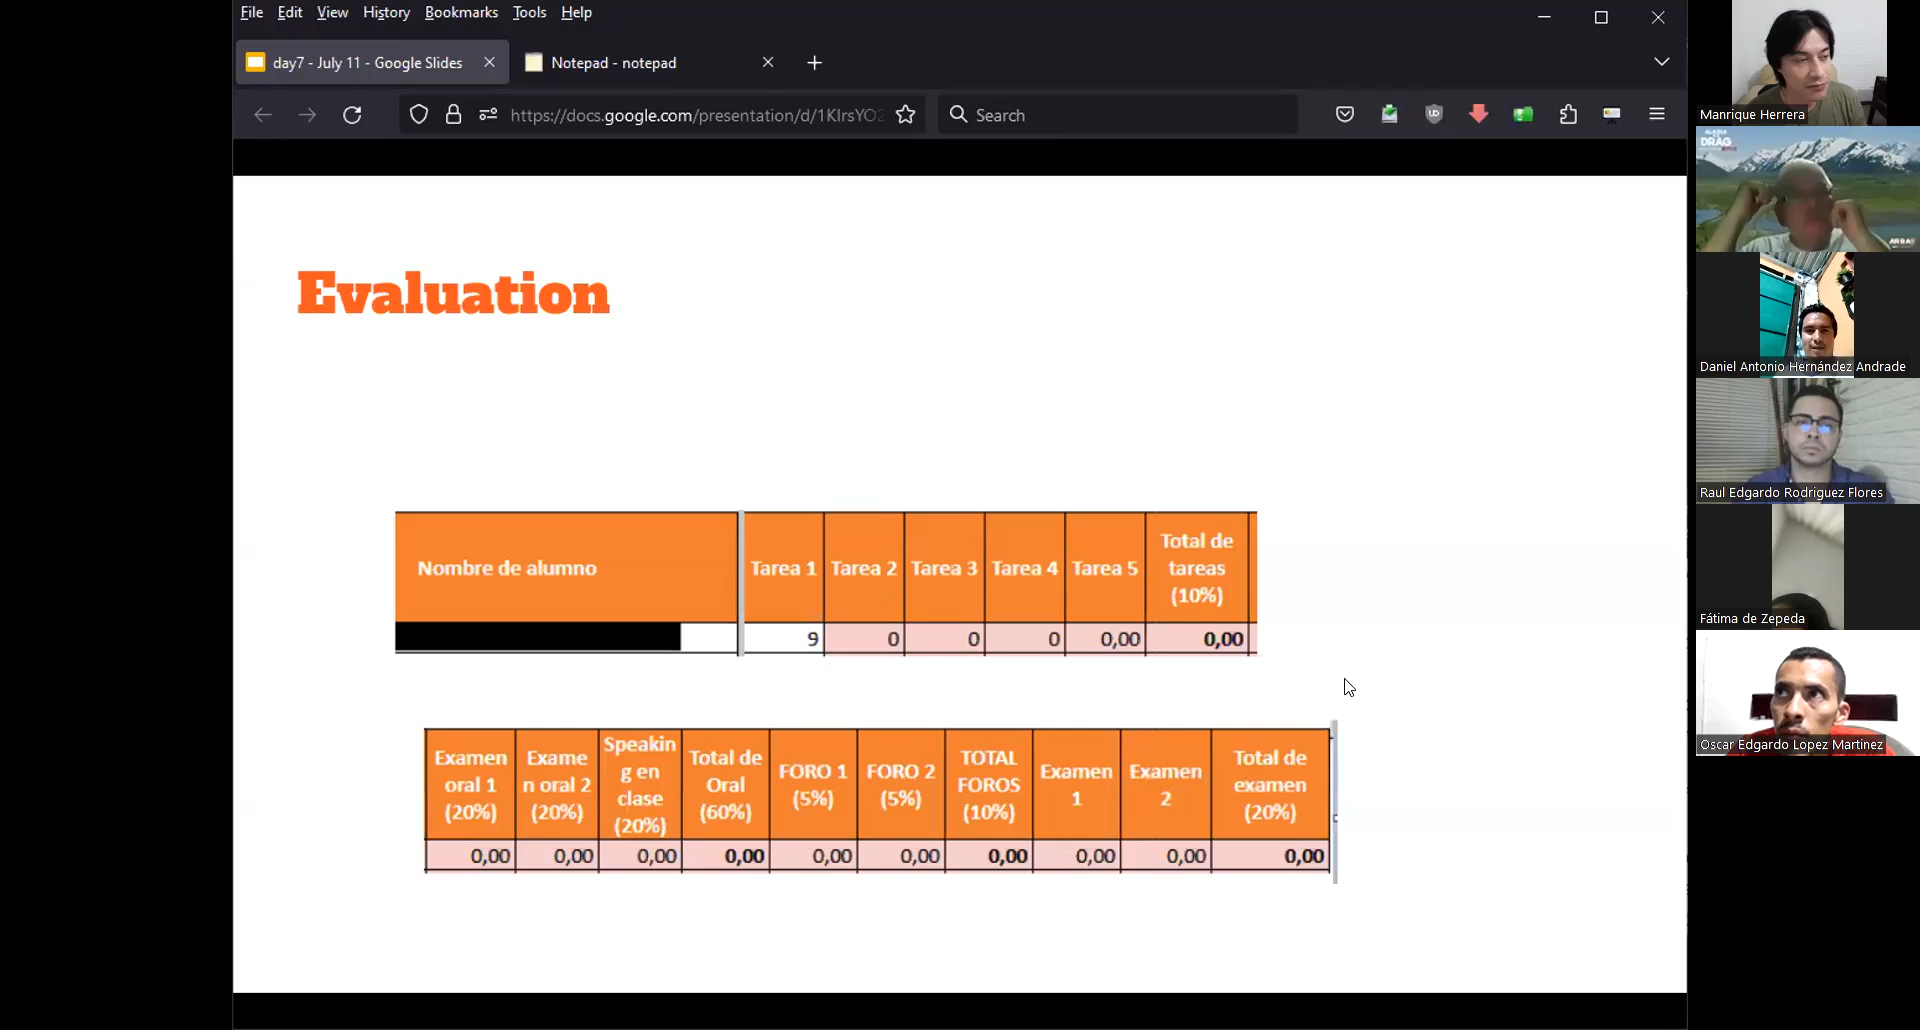 File Edit View History Bookmarks Tools Help
day7 - July 11 - Google Slides
Notepad - notepad
https://docs.google.com/presentation/d/1KIrsYO
Search
Evaluation
Nombre de alumno Tarea 1 Tarea 2 Tarea 3 Tarea 4 Tarea 5 Total de tareas (10%)
9 0 0 0 0,00 0,00
Examen oral 1 (20%) Examen oral 2 (20%) Speaking en clase (20%) Total de Oral (60%) FORO 1 (5%) FORO 2 (5%) TOTAL FOROS (10%) Examen 1 Examen 2 Total de examen (20%)
0,00 0,00 0,00 0,00 0,00 0,00 0,00 0,00 0,00 0,00
Manrique Herrera
DRAG
Daniel Antonio Hernández Andrade
Raul Edgardo Rodriguez Flores
Fátima de Zepeda
Oscar Edgardo Lopez Martinez